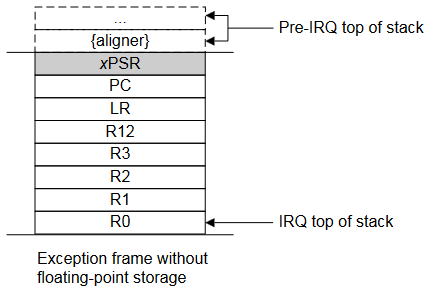 ...
Pre-IRQ top of stack
{aligner}
xPSR
PC
LR
R12
R3
R2
R1
R0
IRQ top of stack
Exception frame without
floating-point storage